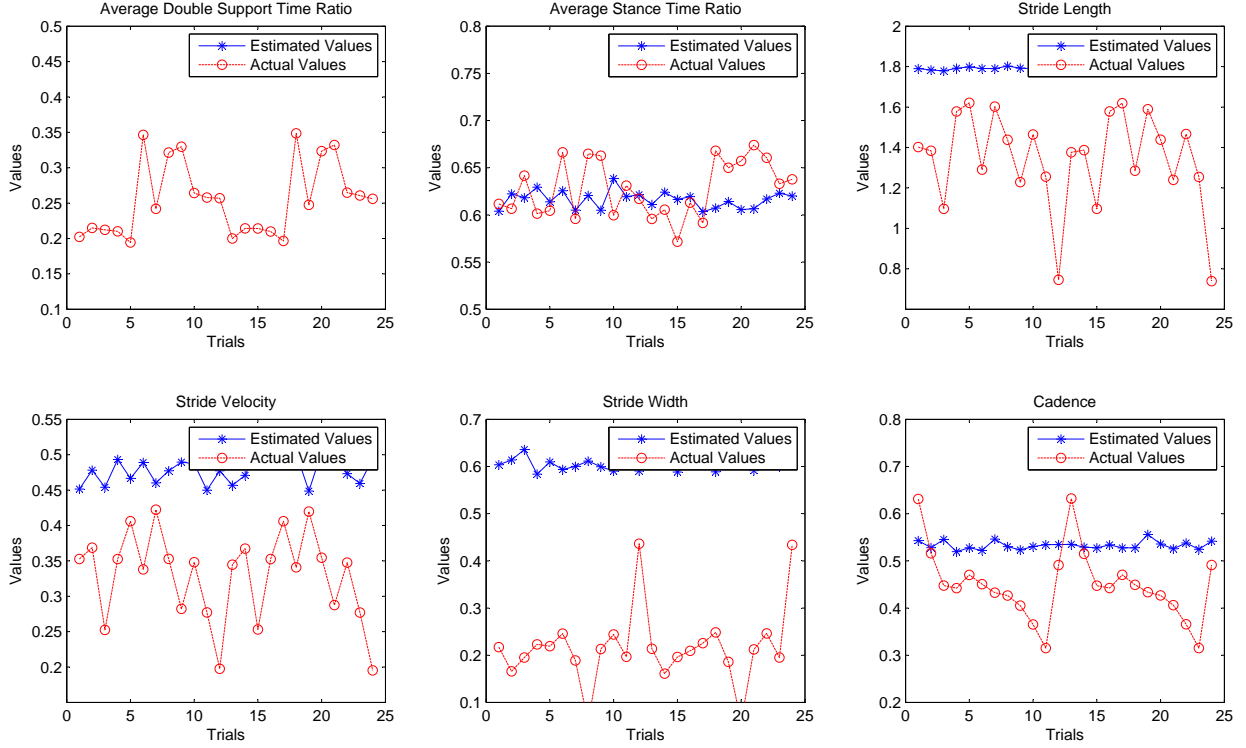 Average Double Support Time Ratio
0.5
0.45
0.4
0.35
0.3
0.25
0.2
0.15
0.1
Values
0 5 10 15 20 25
Trials
Estimated Values
Actual Values
Average Stance Time Ratio
0.8
0.75
0.7
0.65
0.6
0.55
0.5
Values
0 5 10 15 20 25
Trials
Estimated Values
Actual Values
Stride Length
2
1.8
1.6
1.4
1.2
1
0.8
Values
0 5 10 15 20 25
Trials
Estimated Values
Actual Values
Stride Velocity
0.55
0.5
0.45
0.4
0.35
0.3
0.25
0.2
Values
0 5 10 15 20 25
Trials
Estimated Values
Actual Values
Stride Width
0.7
0.6
0.5
0.4
0.3
0.2
0.1
Values
0 5 10 15 20 25
Trials
Estimated Values
Actual Values
Cadence
0.8
0.7
0.6
0.5
0.4
0.3
0.2
Values
0 5 10 15 20 25
Trials
Estimated Values
Actual Values